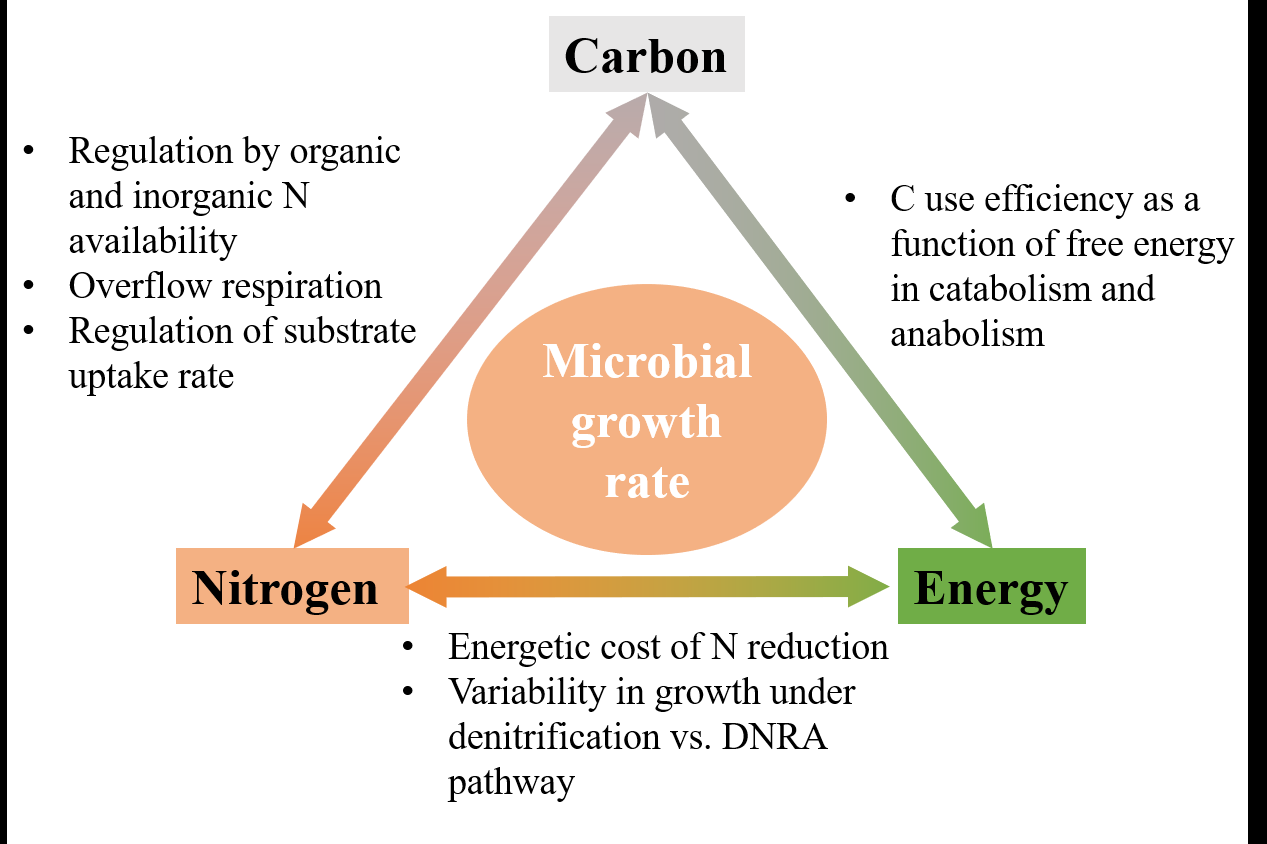 Carbon
• Regulation by organic
and inorganic N
availability
• Overflow respiration
• Regulation of substrate
uptake rate
• C use efficiency as a
function of free energy
in catabolism and
anabolism
Microbial
growth
rate
Nitrogen
Energy
• Energetic cost of N reduction
• Variability in growth under
denitrification vs. DNRA
pathway